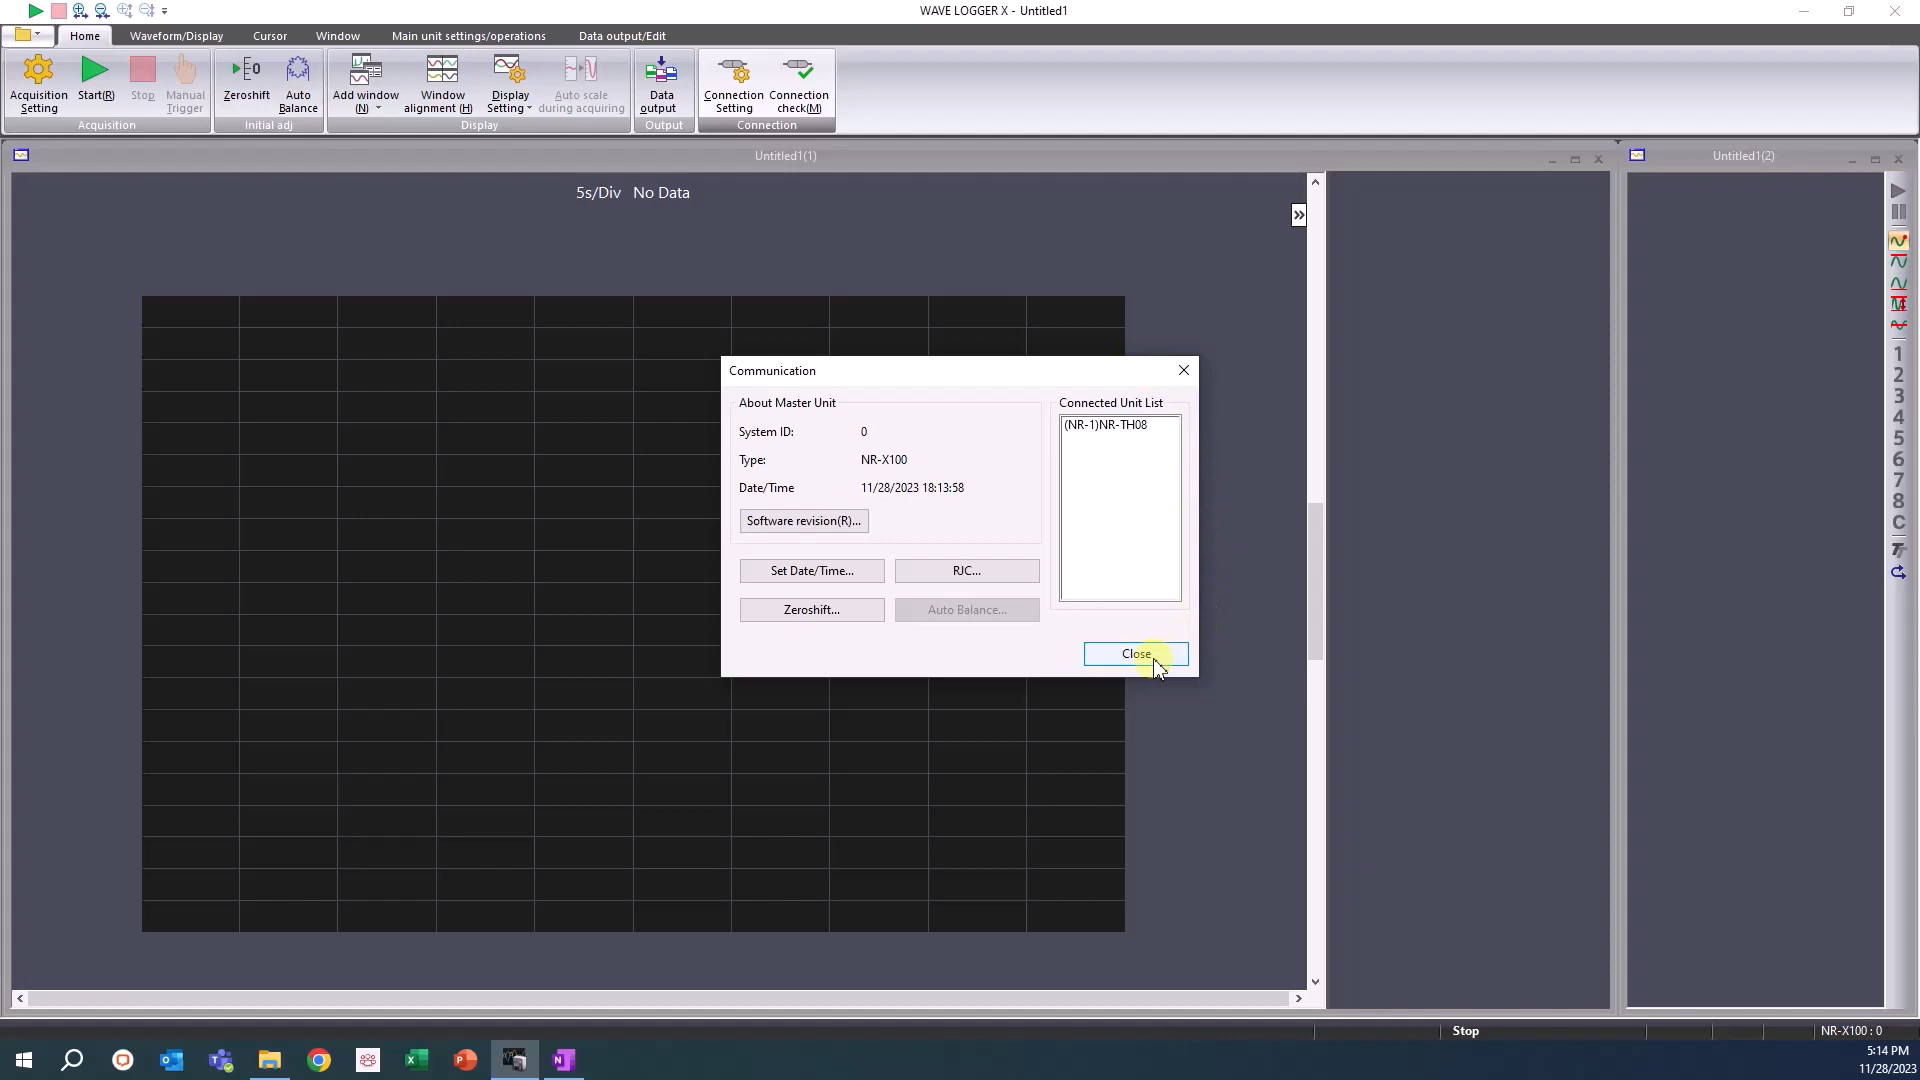 WAVE LOGGER X - Untitled1
Home Waveform/Display Cursor Window Main unit settings/operations Data output/Edit
Acquisition Setting
Start(R)
Stop
Manual Trigger
Zeroshift
Auto Balance
Add window (N)
Window alignment (H)
Display Setting
Auto scale during acquiring
Data output
Connection Setting
Connection check(M)
Acquisition Initial adj Display Output Connection
Untitled1(1)
Untitled1(2)
5s/Div No Data
Communication
About Master Unit
System ID: 0
Type: NR-X100
Date/Time 11/28/2023 18:13:58
Software revision(R)...
Set Date/Time... RJC...
Zeroshift... Auto Balance...
Connected Unit List
(NR-1)NR-TH08
Close
1
2
3
4
5
6
7
8
C
Stop
NR-X100 : 0
5:14 PM
11/28/2023